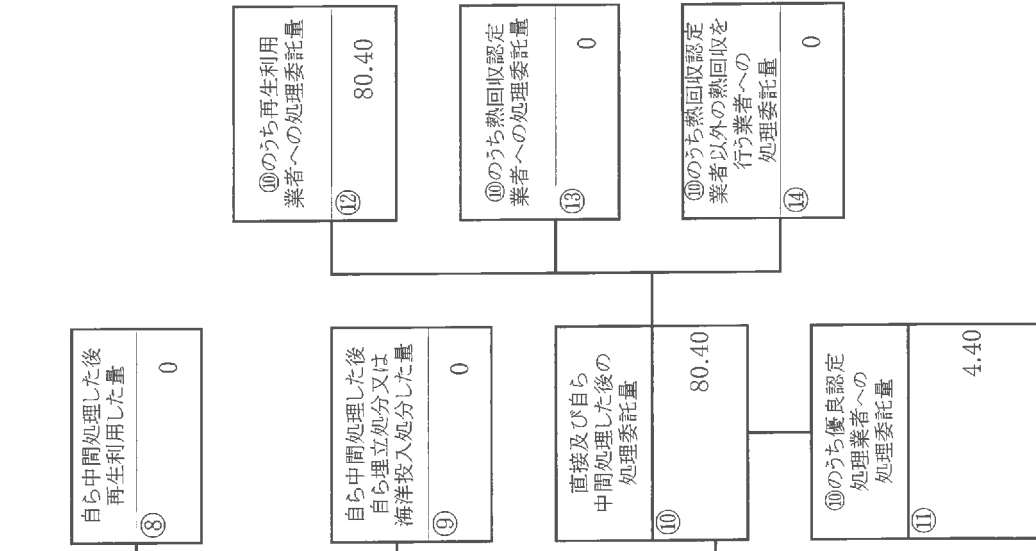 自ら中間処理した後
再生利用した量
⑧
0
自ら中間処理した後
自ら埋立処分又は
海洋投入処分した量
⑨
0
直接及び自ら
中間処理した後の
処理委託量
⑩
80.40
⑩のうち優良認定
処理業者への
処理委託量
⑪
4.40
⑩のうち再生利用
業者への処理委託量
⑫
80.40
⑩のうち熱回収認定
業者への処理委託量
⑬
0
⑩のうち熱回収認定
業者以外の熱回収を
行う業者への
処理委託量
⑭
0